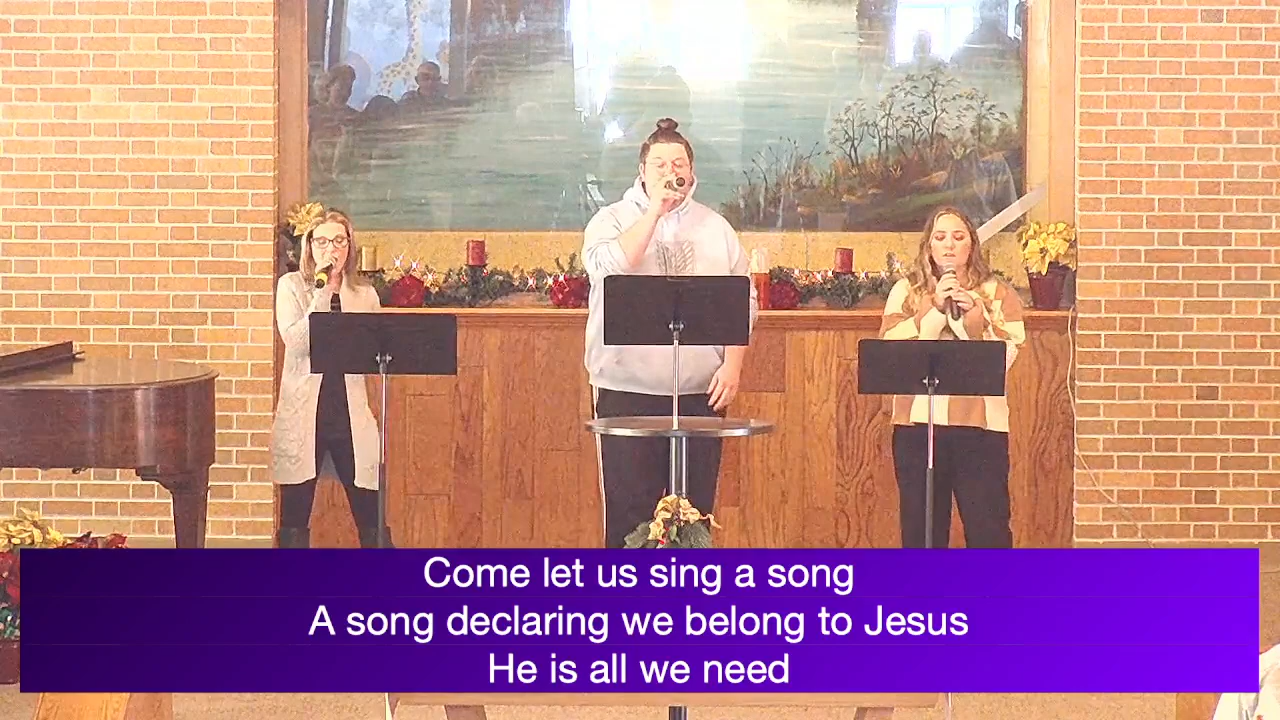 Come let us sing a song
A song declaring we belong to Jesus
He is all we need